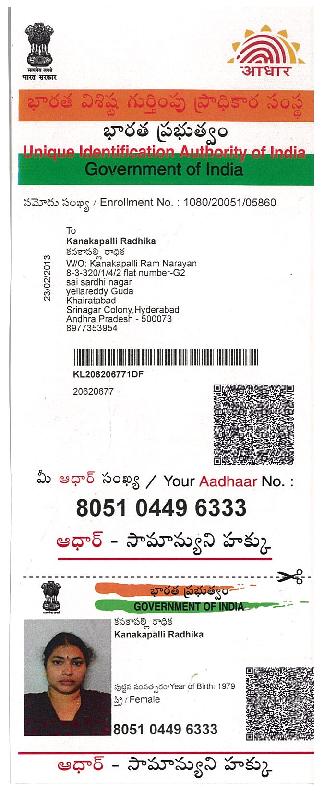 भारत सरकार
आधार
భారత విశిష్ట గుర్తింపు ప్రాధికార సంస్థ
భారత ప్రభుత్వం
Unique Identification Authority of India
Government of India
నమోదు సంఖ్య / Enrollment No. : 1080/20051/05860
To
Kanakapalli Radhika
కనకపల్లి రాధిక
W/O: Kanakapalli Ram Narayan
8-3-320/1/4/2 flat number-G2
sai sardhi nagar
yellareddy Guda
Khairatabad
Srinagar Colony,Hyderabad
Andhra Pradesh - 500073
8977353954
23/02/2013
KL206206771DF
20620677
మీ ఆధార్ సంఖ్య / Your Aadhaar No. :
8051 0449 6333
ఆధార్ - సామాన్యుని హక్కు
భారత ప్రభుత్వం
GOVERNMENT OF INDIA
కనకపల్లి రాధిక
Kanakapalli Radhika
పుట్టిన సంవత్సరం/Year of Birth: 1979
స్త్రీ / Female
8051 0449 6333
ఆధార్ - సామాన్యుని హక్కు